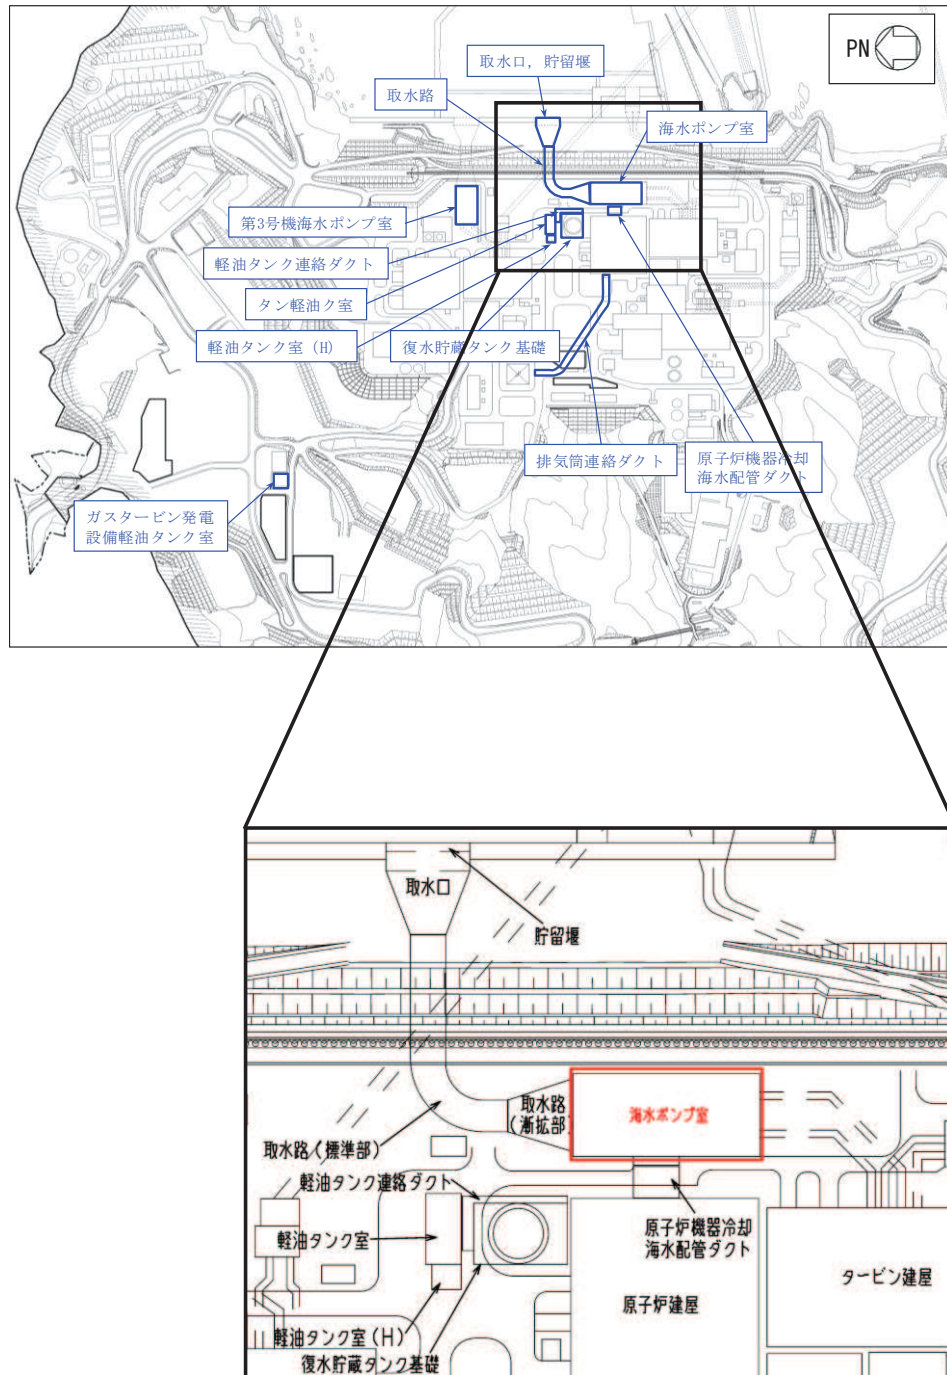 PN
取水口，貯留堰
取水路
海水ポンプ室
第3号機海水ポンプ室
軽油タンク連絡ダクト
タン軽油ク室
軽油タンク室（H）
復水貯蔵タンク基礎
排気筒連絡ダクト
原子炉機器冷却
海水配管ダクト
ガスタービン発電
設備軽油タンク室
取水口
貯留堰
取水路
（漸拡部）
海水ポンプ室
取水路（標準部）
軽油タンク連絡ダクト
軽油タンク室
原子炉機器冷却
海水配管ダクト
タービン建屋
原子炉建屋
軽油タンク室（H）
復水貯蔵タンク基礎